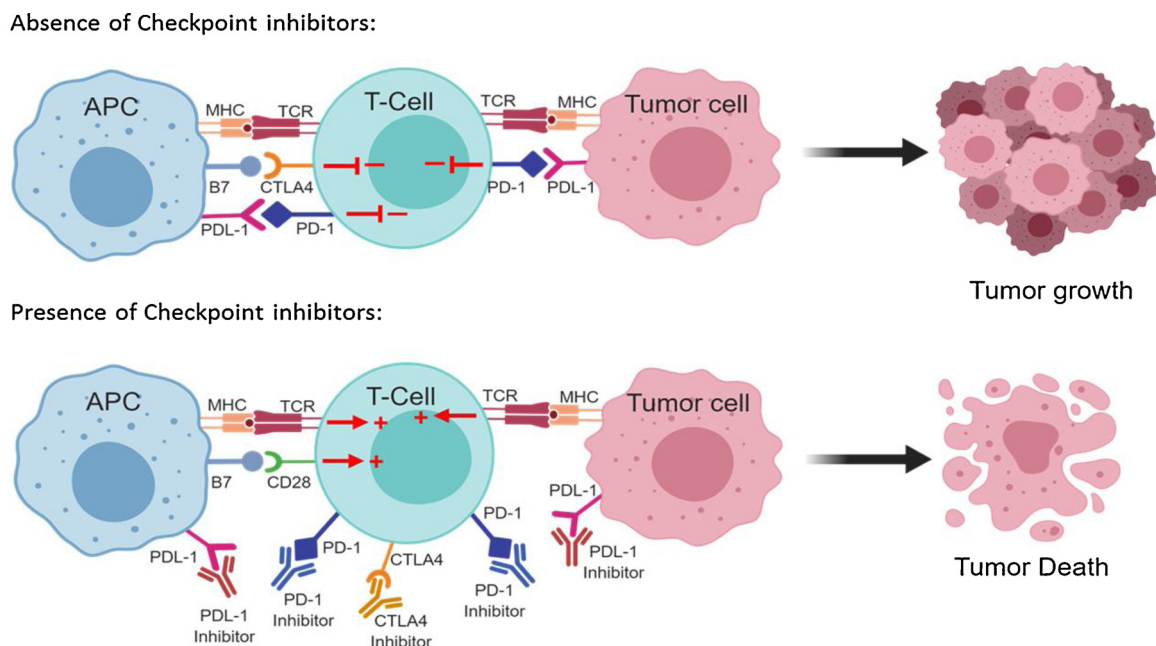 Absence of Checkpoint inhibitors:
APC
MHC
TCR
T-Cell
TCR
MHC
Tumor cell
B7
CTLA4
PD-1
PDL-1
PDL-1
PD-1
Tumor growth
Presence of Checkpoint inhibitors:
APC
MHC
TCR
T-Cell
TCR
MHC
Tumor cell
+
+
+
B7
CD28
PDL-1
PD-1
CTLA4
PD-1
PDL-1
PDL-1
Inhibitor
PD-1
Inhibitor
CTLA4
Inhibitor
PD-1
Inhibitor
PDL-1
Inhibitor
Tumor Death